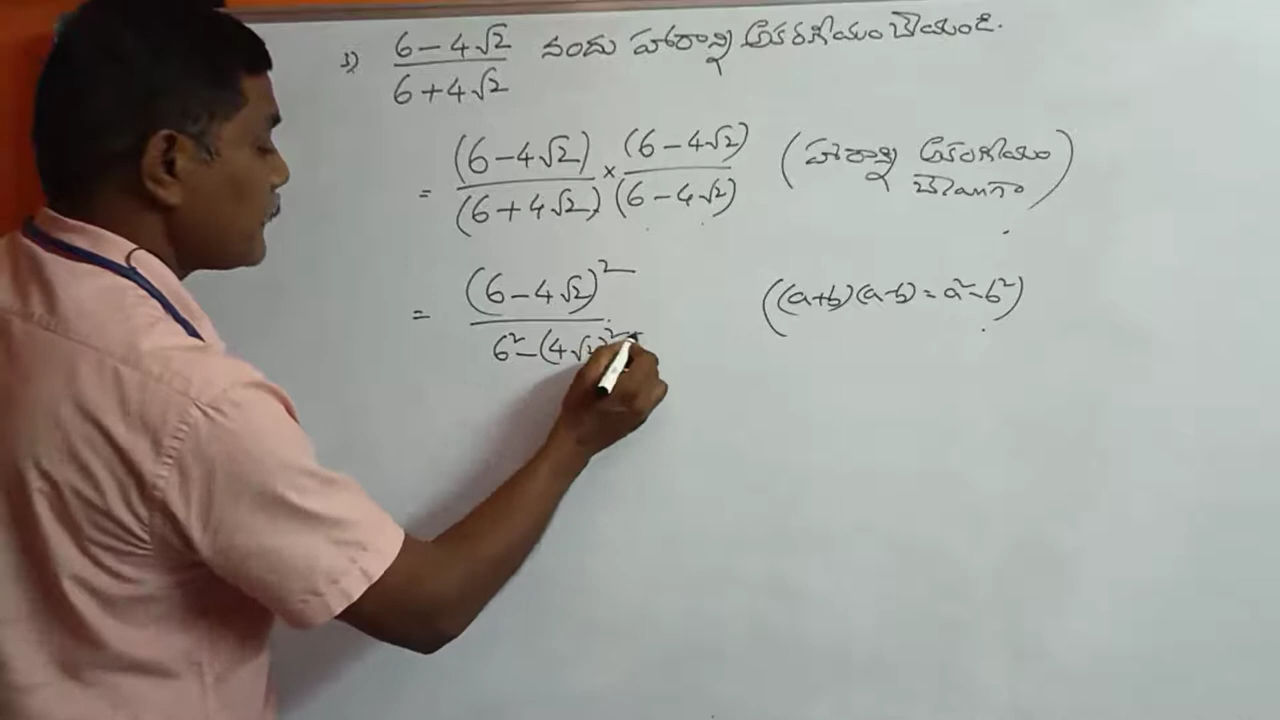 3) (6-4√2)/(6+4√2) నందు హారాన్ని అకరణీయం చేయండి.
= (6-4√2)/(6+4√2) × (6-4√2)/(6-4√2) (హారాన్ని అకరణీయం చేయగా)
= (6-4√2)²/6²-(4√2)² ((a+b)(a-b)=a²-b²)